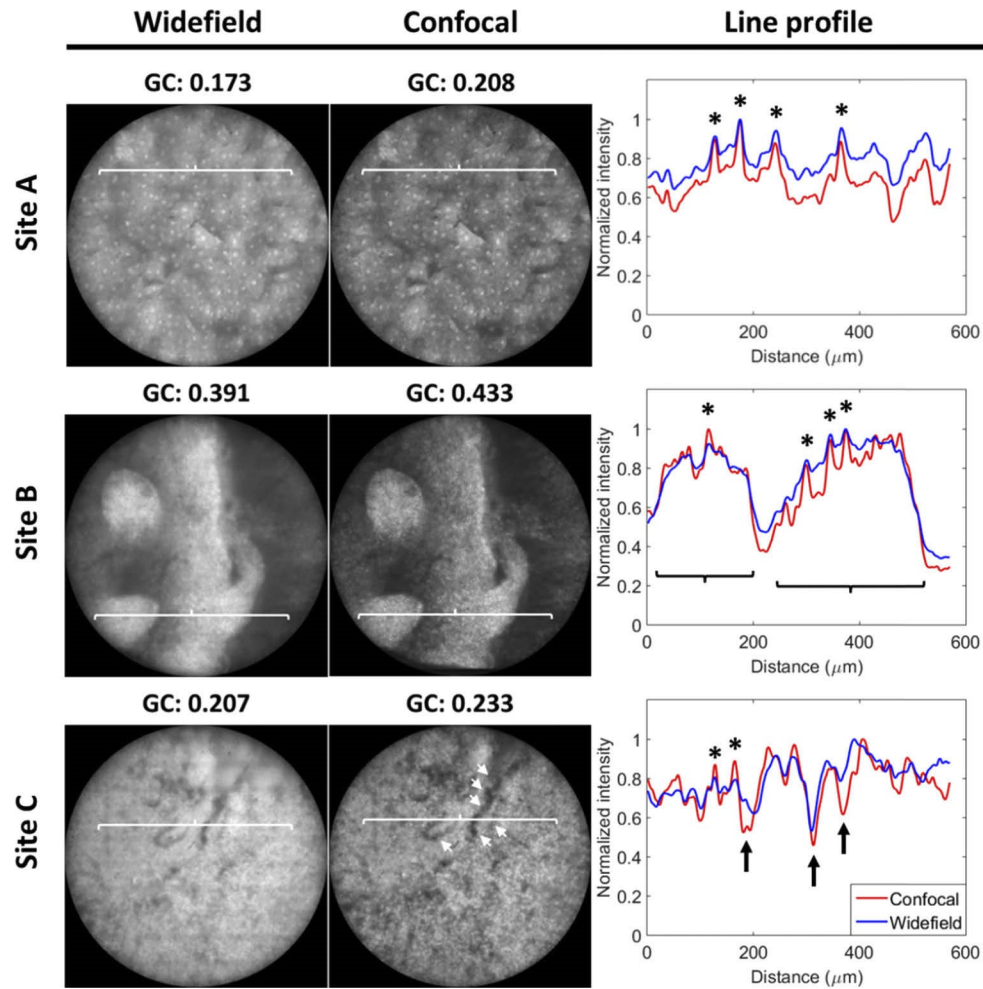 Widefield Confocal Line profile
GC: 0.173 GC: 0.208
Site A
* * * *
Normalized intensity
1
0.8
0.6
0.4
0.2
0
0 200 400 600
Distance (μm)
GC: 0.391 GC: 0.433
Site B
* * * *
Normalized intensity
1
0.8
0.6
0.4
0.2
0
0 200 400 600
Distance (μm)
GC: 0.207 GC: 0.233
Site C
* *
Normalized intensity
1
0.8
0.6
0.4
0.2
0
Confocal
Widefield
0 200 400 600
Distance (μm)